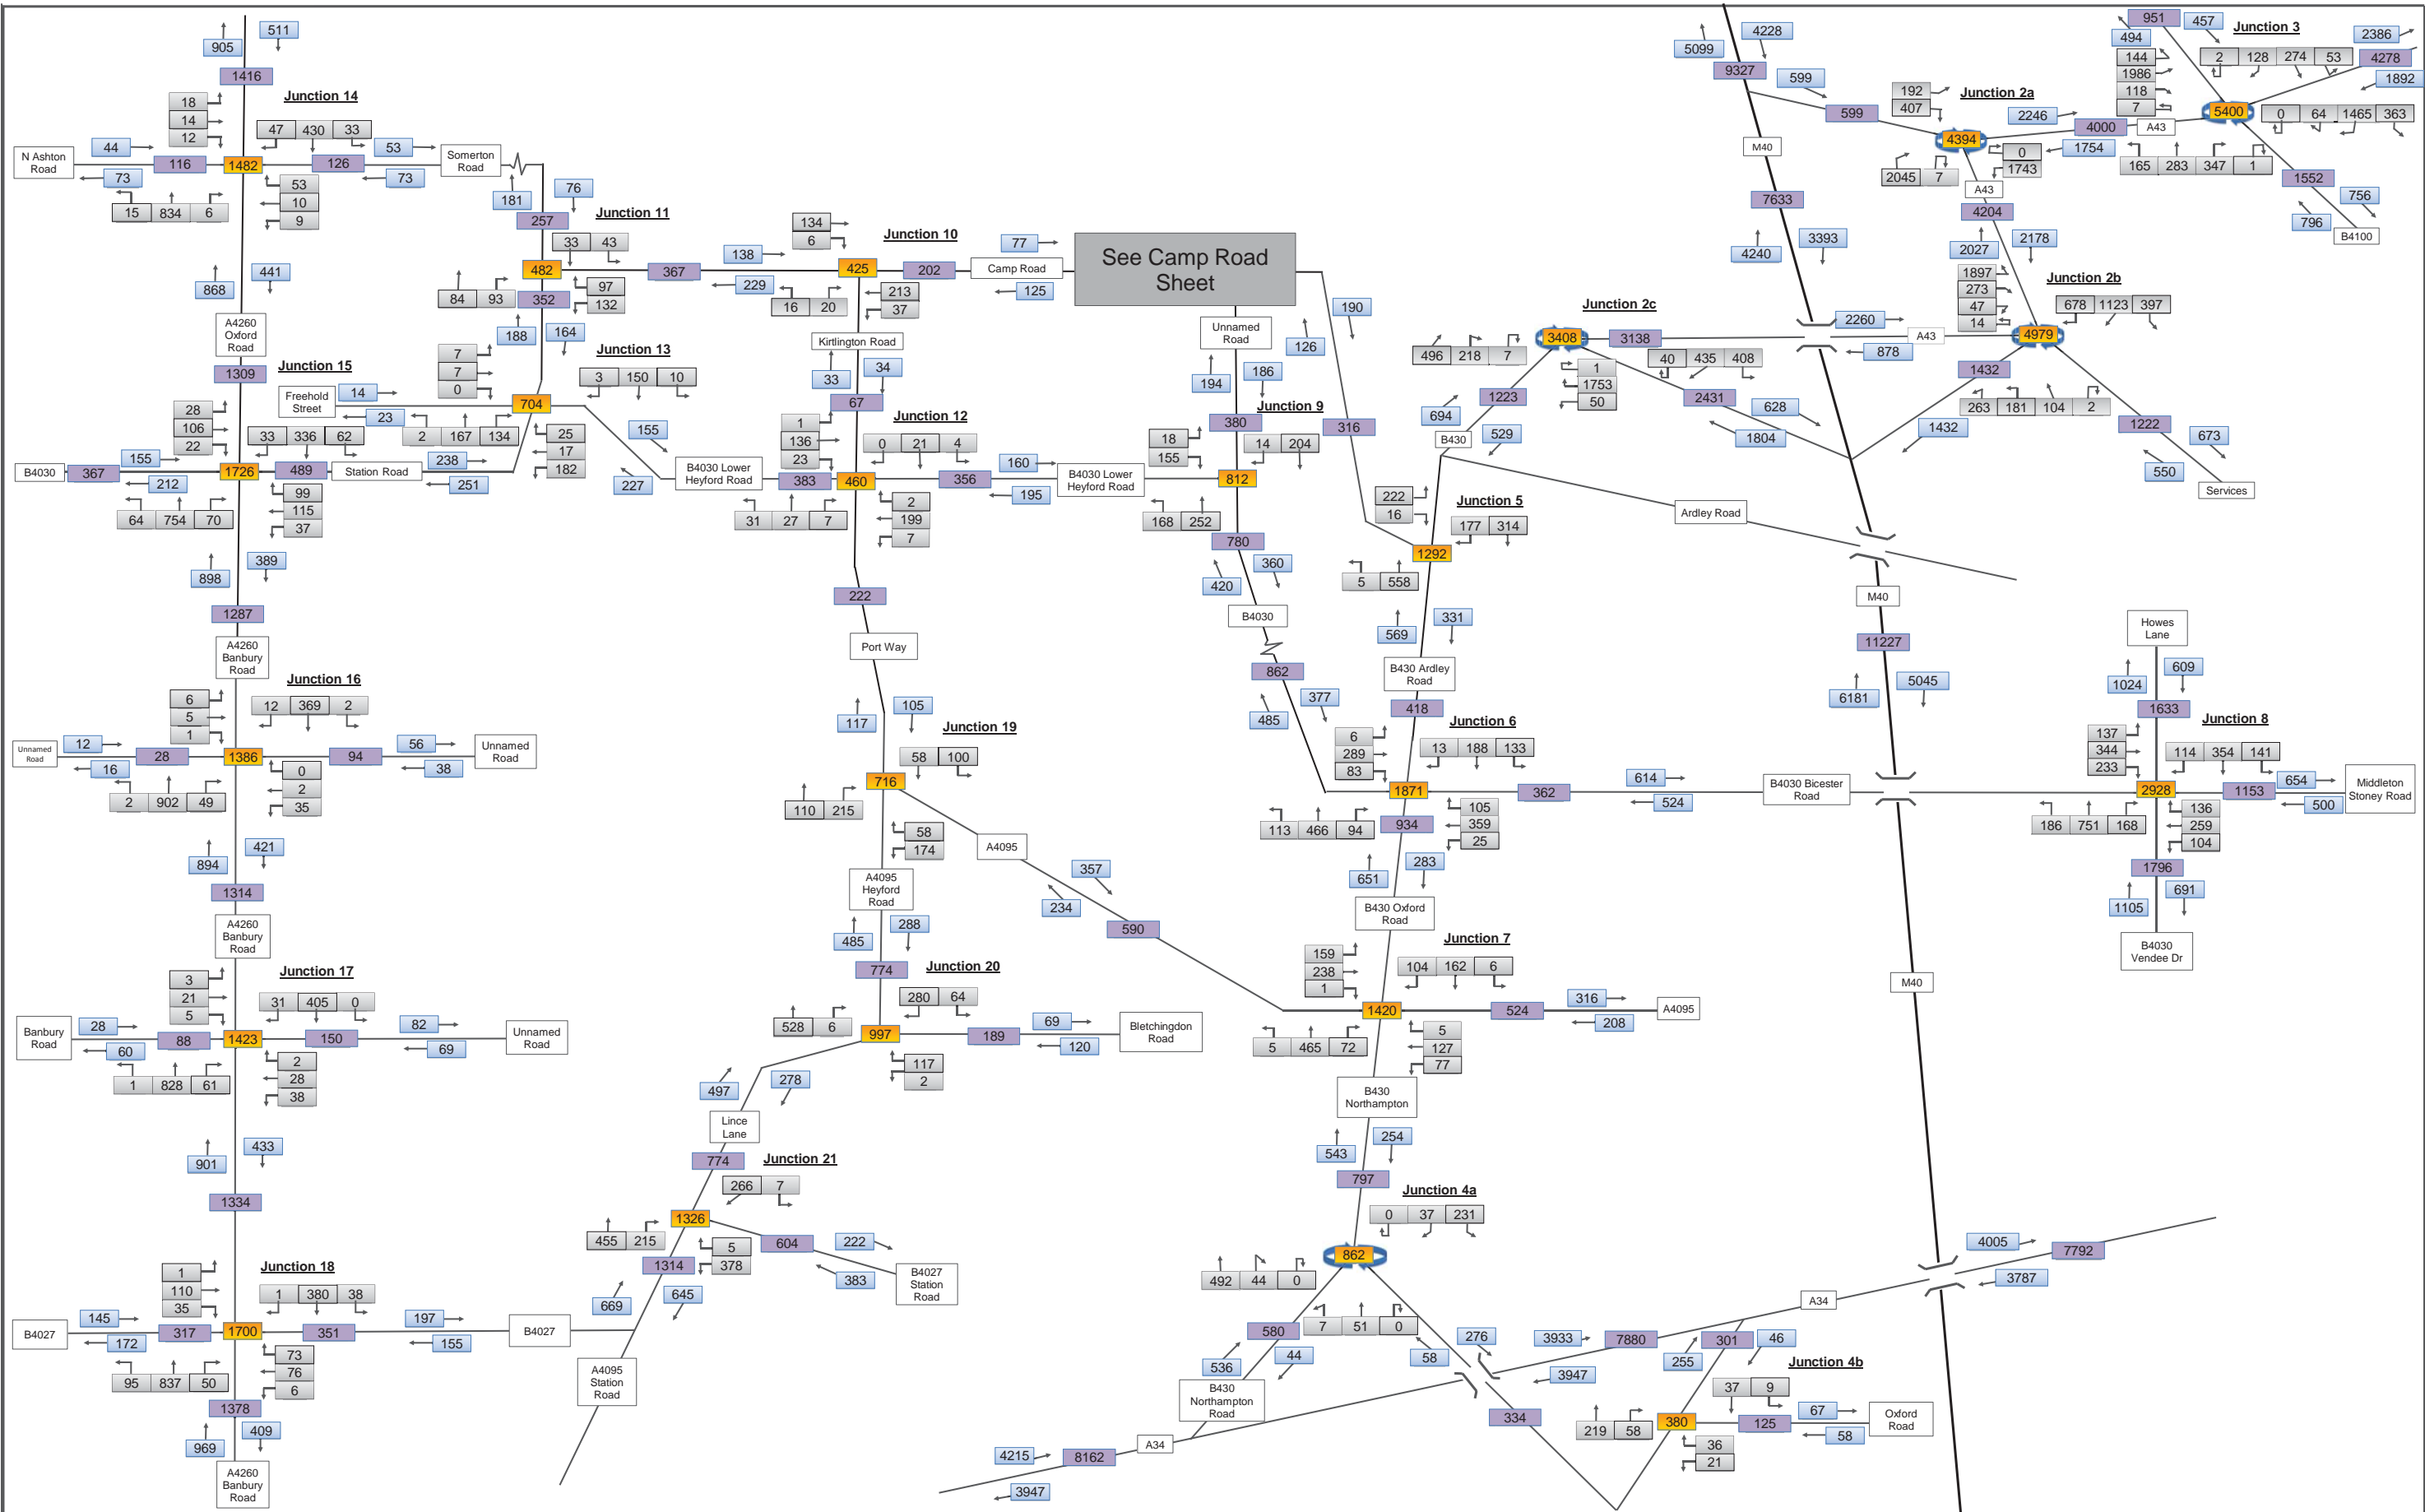 905
511
1416
Junction 14
18
14
12
47 430 33
44
53
N Ashton
Road
116
1482
126
Somerton
Road
73
73
15 834 6
53
10
9
181
76
257
Junction 11
33 43
482
138
367
84 93
352
97
132
229
188
164
134
6
Junction 10
425
202
77
Camp Road
125
16 20
213
37
Kirtlington Road
33
34
67
See Camp Road
Sheet
868
441
A4260
Oxford
Road
1309
Junction 15
Freehold
Street
14
23
7
7
0
Junction 13
3 150 10
704
2 167 134
25
17
182
28
106
22
33 336 62
155
B4030
367
1726
489
Station Road
238
251
212
64 754 70
99
115
37
155
227
B4030 Lower
Heyford Road
1
136
23
Junction 12
0 21 4
383
460
356
160
195
31 27 7
2
199
7
B4030 Lower
Heyford Road
Unnamed
Road
194
186
380
Junction 9
18
155
14 204
812
168 252
780
420
360
B4030
862
485
377
126
190
316
898
389
1287
A4260
Banbury
Road
222
Port Way
117
105
Junction 19
58 100
716
110 215
58
174
A4095
A4095
Heyford
Road
485
288
774
357
234
590
Junction 16
6
5
1
12 369 2
12
Unnamed
Road
28
1386
94
56
Unnamed
Road
16
38
2 902 49
0
2
35
894
421
1314
A4260
Banbury
Road
Junction 17
3
21
5
31 405 0
28
Banbury
Road
88
1423
150
82
Unnamed
Road
60
69
1 828 61
2
28
38
901
433
1334
Junction 18
1
110
35
1 380 38
145
B4027
317
1700
351
197
B4027
172
155
95 837 50
73
76
6
1378
969
409
A4260
Banbury
Road
Junction 20
280 64
528 6
997
189
69
120
Bletchingdon
Road
117
2
497
278
Lince
Lane
774
Junction 21
266 7
1326
455 215
1314
5
378
604
222
383
B4027
Station
Road
669
645
A4095
Station
Road
5099
4228
9327
599
599
M40
7633
4240
3393
192
407
Junction 2a
4394
2246
4000
A43
1754
2045 7
0
1743
A43
4204
2027
2178
951
494
457
Junction 3
2386
4278
1892
144
1986
118
7
2 128 274 53
5400
0 64 1465 363
165 283 347 1
1552
756
796
B4100
Junction 2b
1897
273
47
14
678 1123 397
4979
1432
263 181 104 2
1432
1222
673
550
Services
Junction 2c
3408
3138
2260
A43
878
496 218 7
1
1753
50
40 435 408
2431
628
1804
1223
694
B430
529
Ardley Road
222
16
Junction 5
177 314
1292
5 558
569
331
B430 Ardley
Road
418
Junction 6
6
289
83
13 188 133
1871
362
614
524
B4030 Bicester
Road
113 466 94
934
105
359
25
651
283
B430 Oxford
Road
M40
11227
6181
5045
Howes
Lane
1024
609
1633
Junction 8
137
344
233
114 354 141
2928
1153
654
500
Middleton
Stoney Road
186 751 168
136
259
104
1796
1105
691
B4030
Vendee Dr
M40
Junction 7
159
238
1
104 162 6
1420
524
316
208
A4095
5 465 72
5
127
77
B430
Northampton
543
254
797
Junction 4a
0 37 231
862
492 44 0
7 51 0
580
536
44
B430
Northampton
Road
58
276
334
3933
7880
3947
A34
4005
7792
3787
301
46
255
Junction 4b
37 9
380
219 58
125
67
58
Oxford
Road
36
21
A34
4215
8162
3947